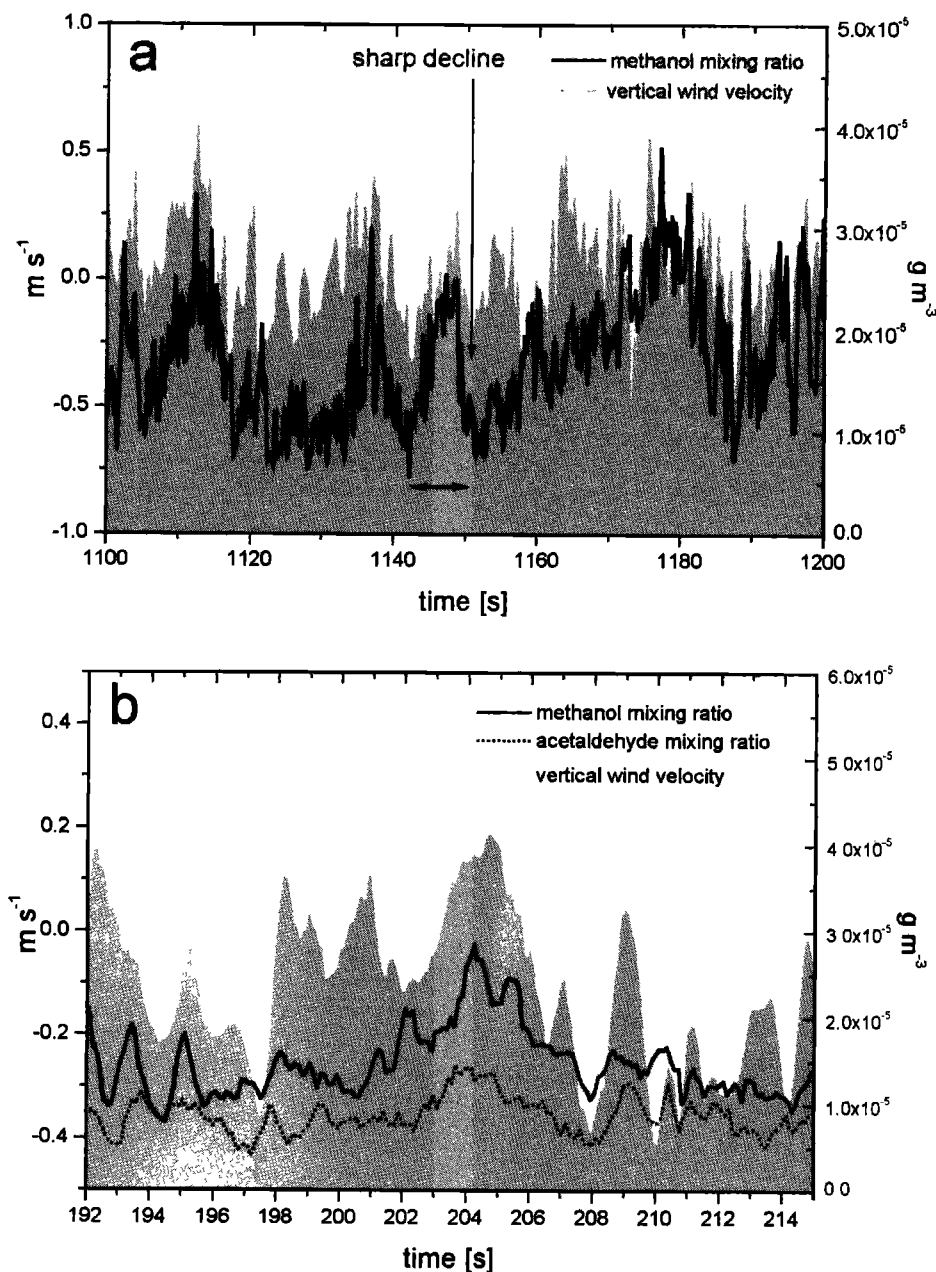 a
sharp decline
methanol mixing ratio
vertical wind velocity
1.0
0.5
0.0
-0.5
-1.0
m s⁻¹
5.0x10⁻⁵
4.0x10⁻⁵
3.0x10⁻⁵
2.0x10⁻⁵
1.0x10⁻⁵
0.0
g m⁻³
1100
1120
1140
1160
1180
1200
time [s]
b
methanol mixing ratio
acetaldehyde mixing ratio
vertical wind velocity
0.4
0.2
0.0
-0.2
-0.4
m s⁻¹
6.0x10⁻⁵
5.0x10⁻⁵
4.0x10⁻⁵
3.0x10⁻⁵
2.0x10⁻⁵
1.0x10⁻⁵
0 0
g m⁻³
192
194
196
198
200
202
204
206
208
210
212
214
time [s]